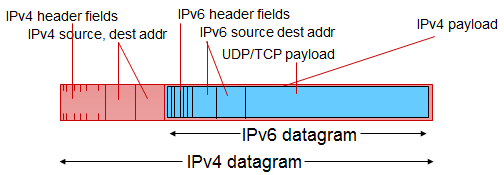 IPv4 header fields
IPv4 source, dest addr
IPv6 header fields
IPv6 source dest addr
UDP/TCP payload
IPv4 payload
IPv6 datagram
IPv4 datagram